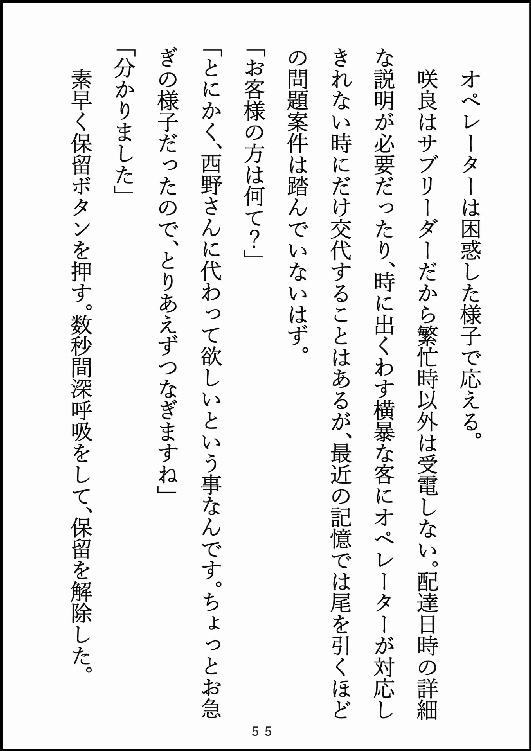 オペレーターは困惑した様子で応える。
咲良はサブリーダーだから繁忙時以外は受電しない。配達日時の詳細
な説明が必要だったり、時に出くわす横暴な客にオペレーターが対応し
きれない時にだけ交代することはあるが、最近の記憶では尾を引くほど
の問題案件は踏んでいないはず。
「お客様の方は何て？」
「とにかく、西野さんに代わって欲しいという事なんです。ちょっとお急
ぎの様子だったので、とりあえずつなぎますね」
「分かりました」
素早く保留ボタンを押す。数秒間深呼吸をして、保留を解除した。
55